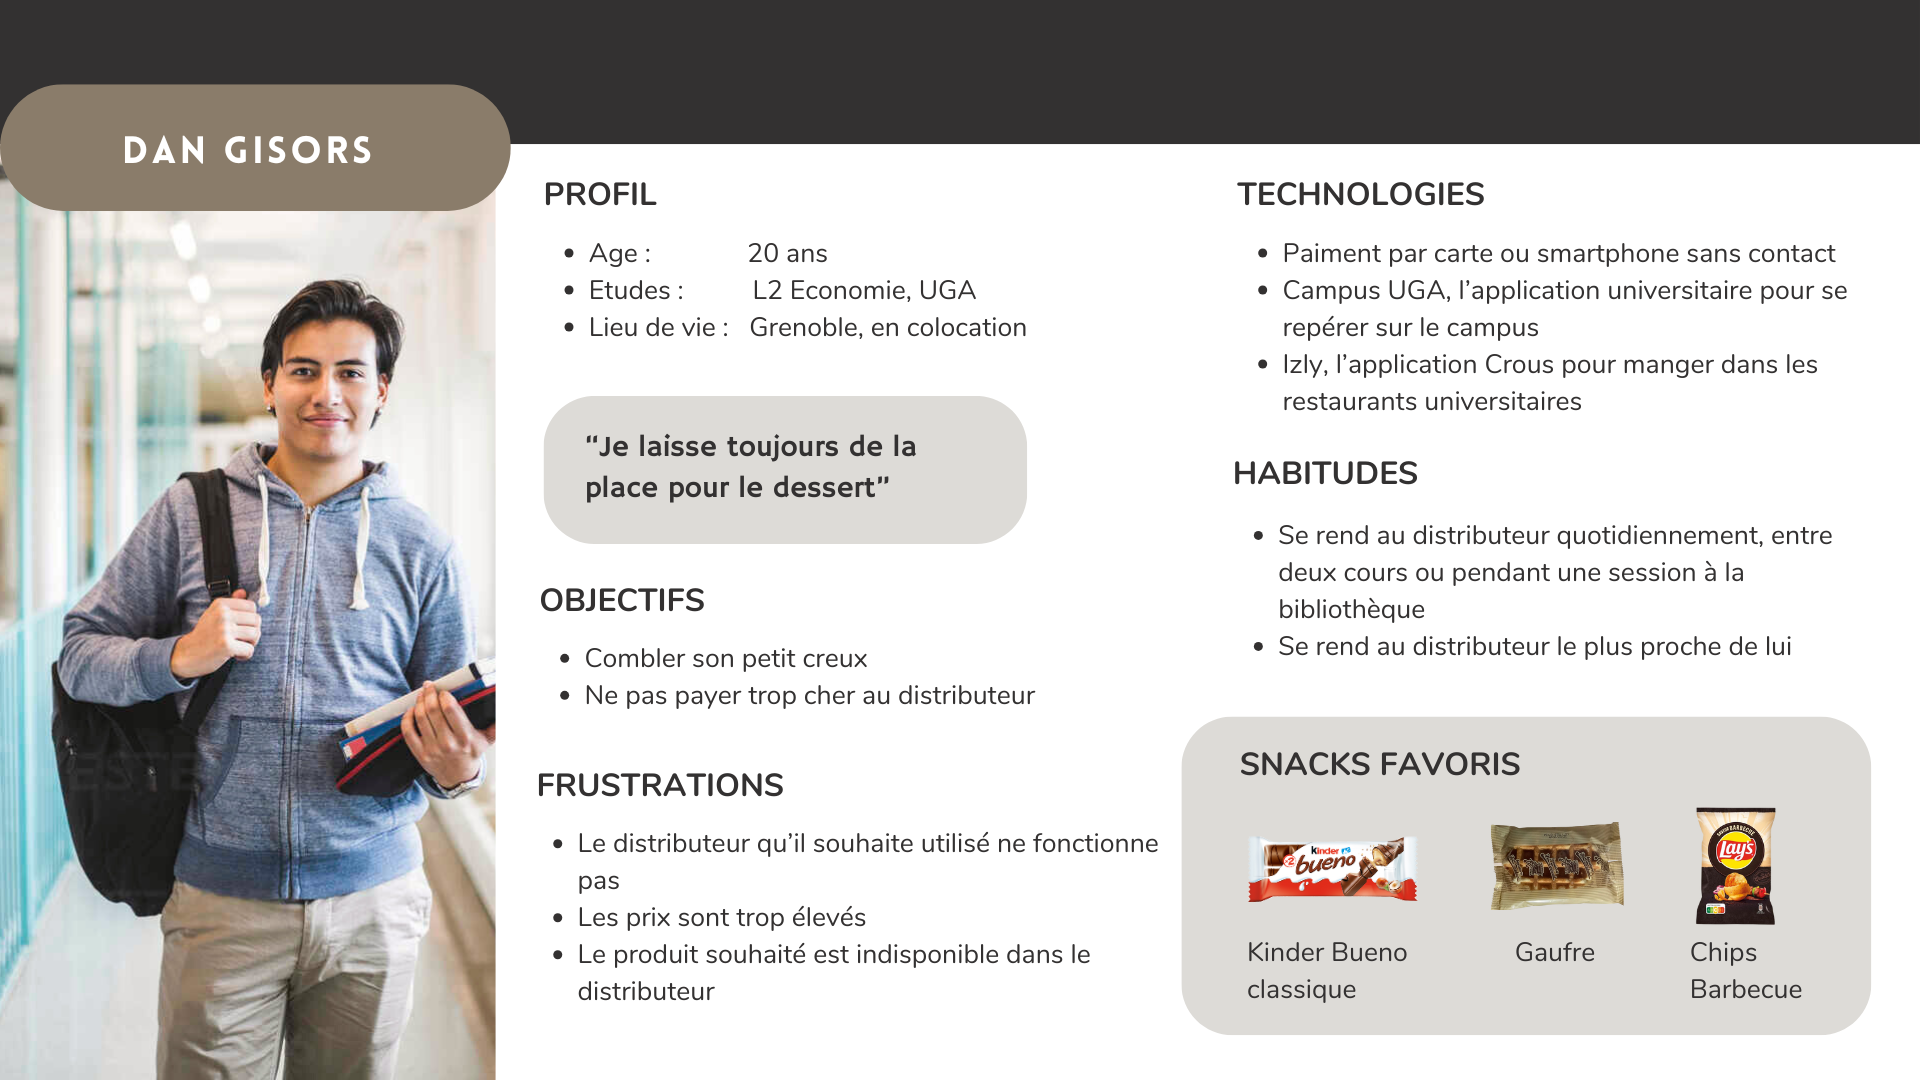 DAN GISORS
PROFIL
Age : 20 ans
Etudes : L2 Economie, UGA
Lieu de vie : Grenoble, en colocation
“Je laisse toujours de la
place pour le dessert”
OBJECTIFS
Combler son petit creux
Ne pas payer trop cher au distributeur
FRUSTRATIONS
Le distributeur qu’il souhaite utilisé ne fonctionne
pas
Les prix sont trop élevés
Le produit souhaité est indisponible dans le
distributeur
TECHNOLOGIES
Paiment par carte ou smartphone sans contact
Campus UGA, l’application universitaire pour se
repérer sur le campus
Izly, l’application Crous pour manger dans les
restaurants universitaires
HABITUDES
Se rend au distributeur quotidiennement, entre
deux cours ou pendant une session à la
bibliothèque
Se rend au distributeur le plus proche de lui
SNACKS FAVORIS
kinder
bueno
Lay's
Kinder Bueno
classique
Gaufre
Chips
Barbecue